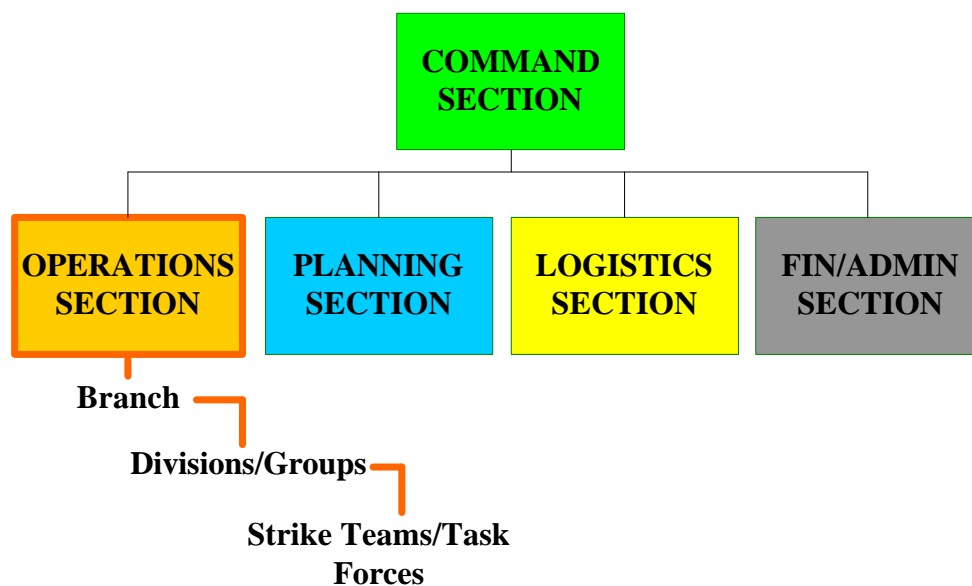 COMMAND
SECTION
OPERATIONS
SECTION
PLANNING
SECTION
LOGISTICS
SECTION
FIN/ADMIN
SECTION
Branch
Divisions/Groups
Strike Teams/Task
Forces